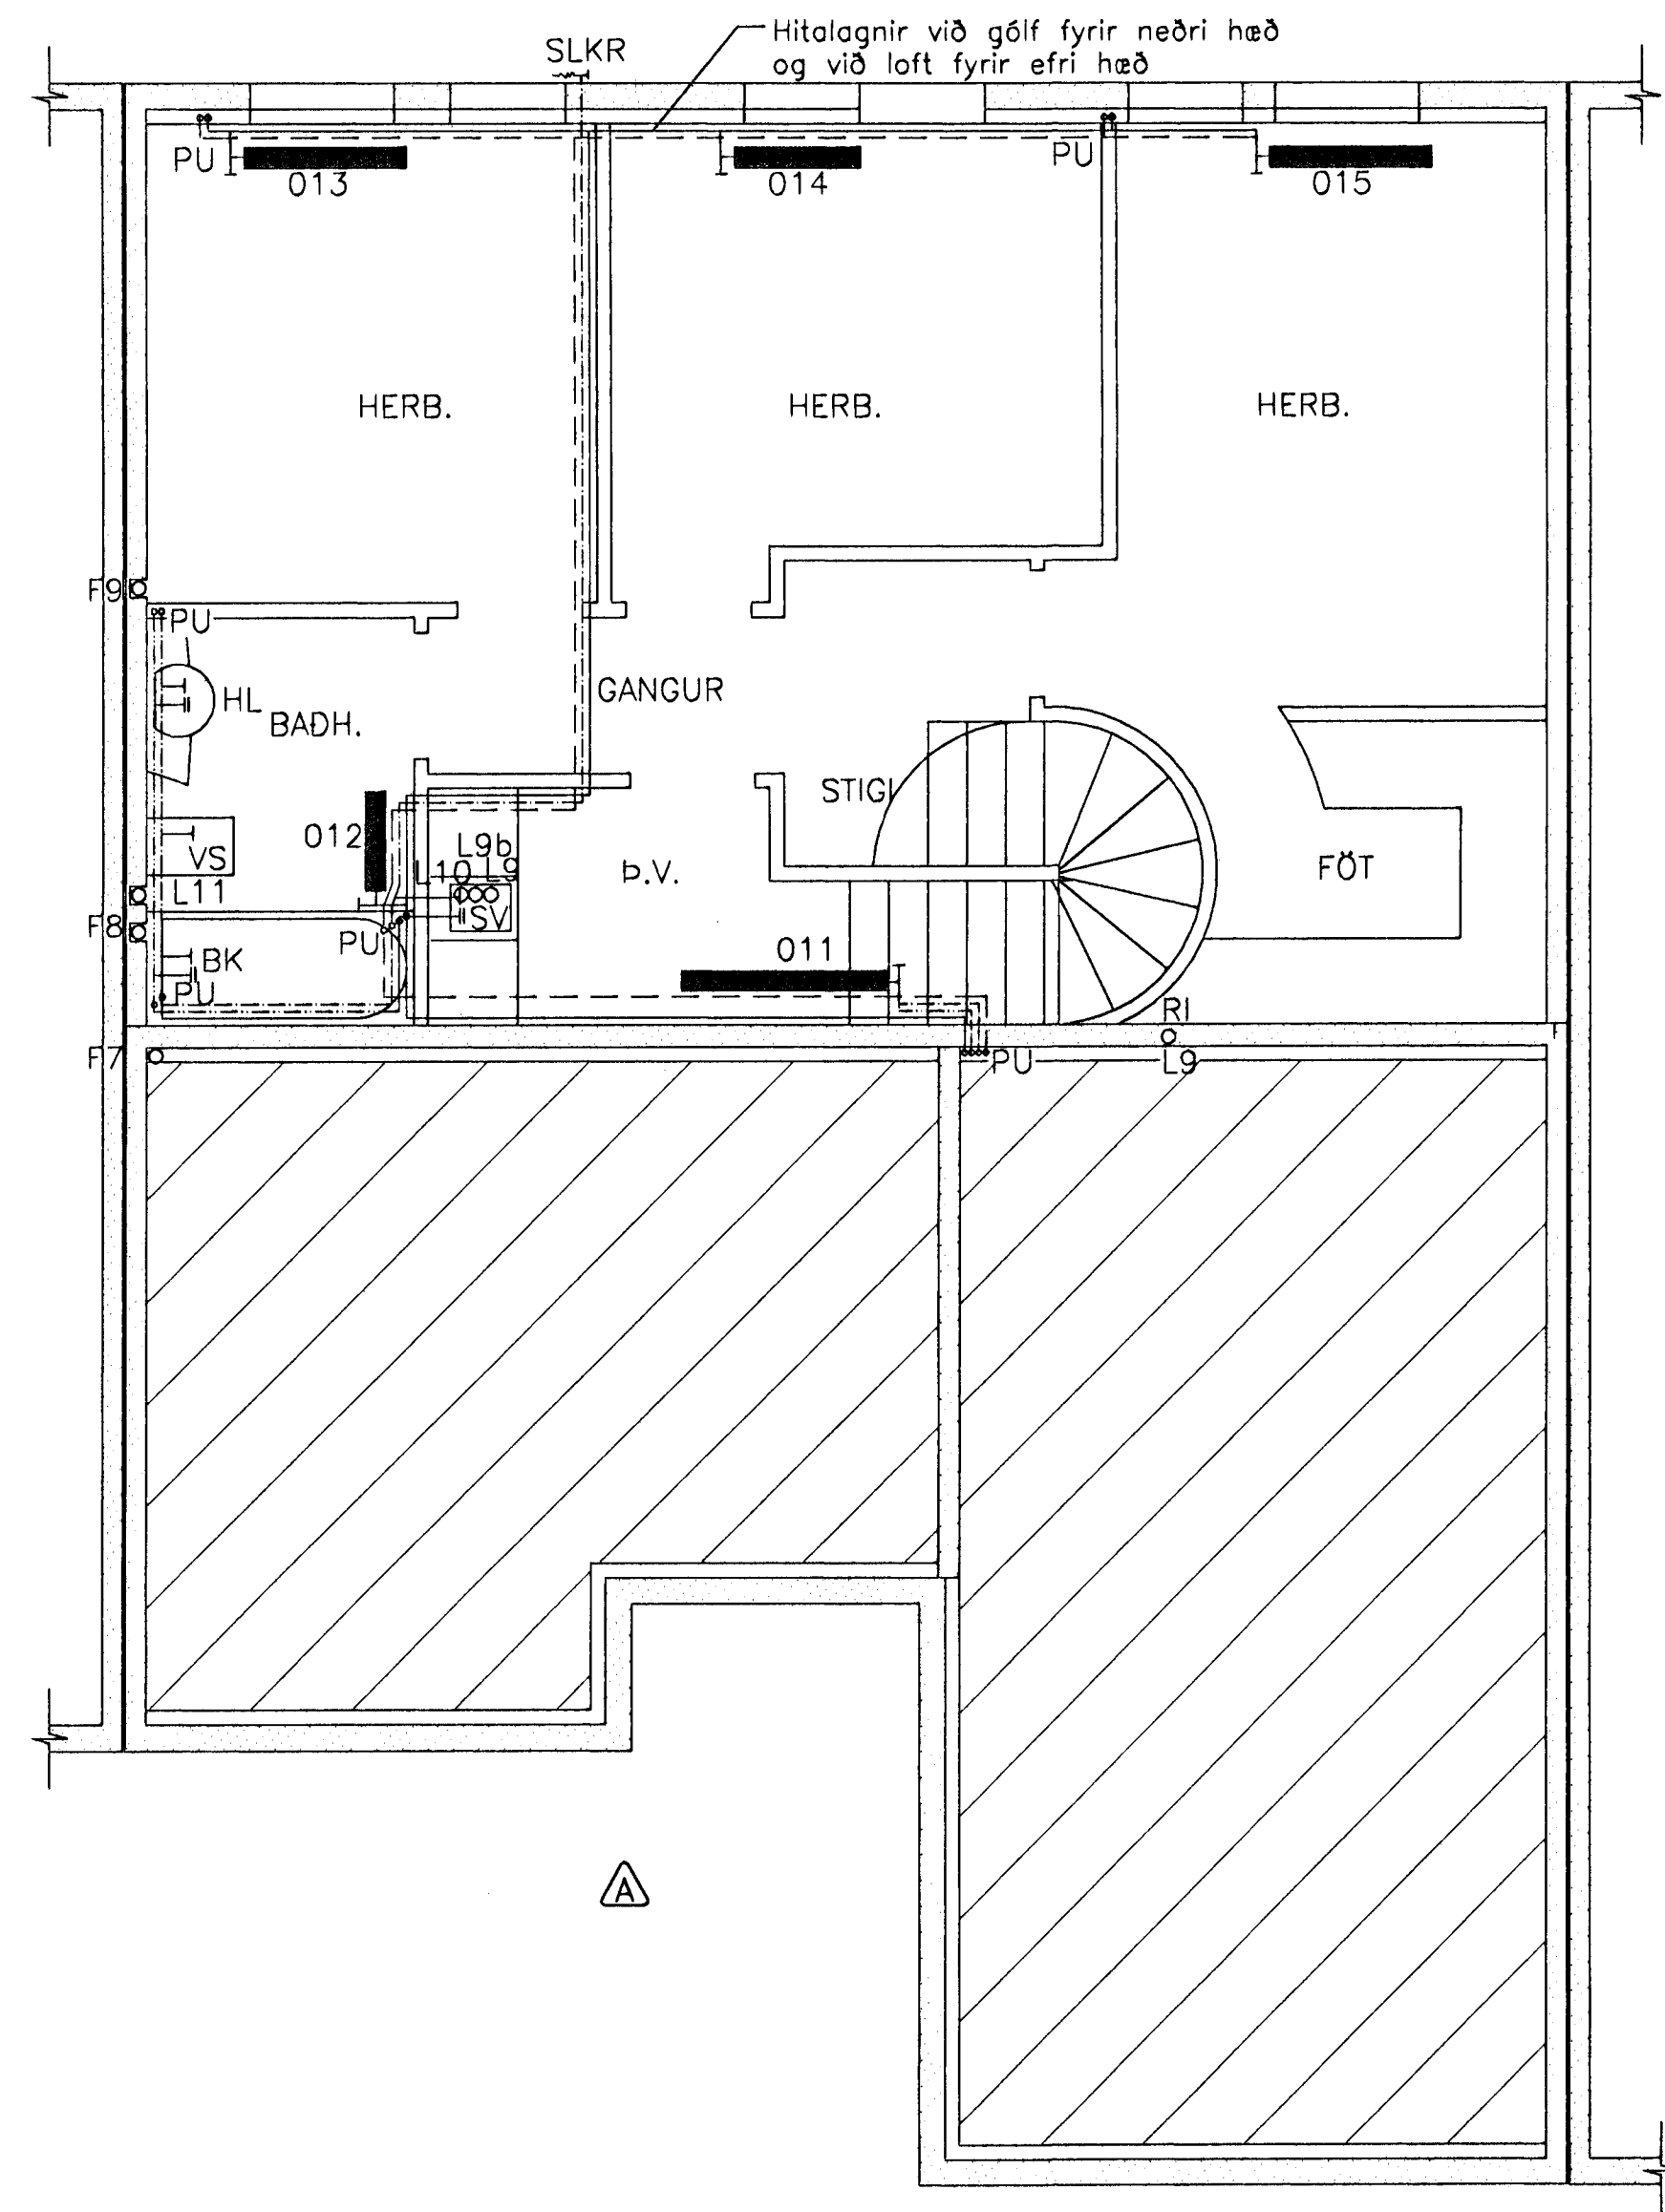 SLKR
Hitalagnir við gólf fyrir neðri hæð
og við loft fyrir efri hæð
PU
013
014
PU
015
HERB.
HERB.
HERB.
F9
PU
HL
BAÐH.
GANGUR
STIGI
012
VS
L11
L9b
L10 L9
SV
Þ.V.
FÖT
F8
PU
BK
PU
011
RI
F7
PU
L9
A